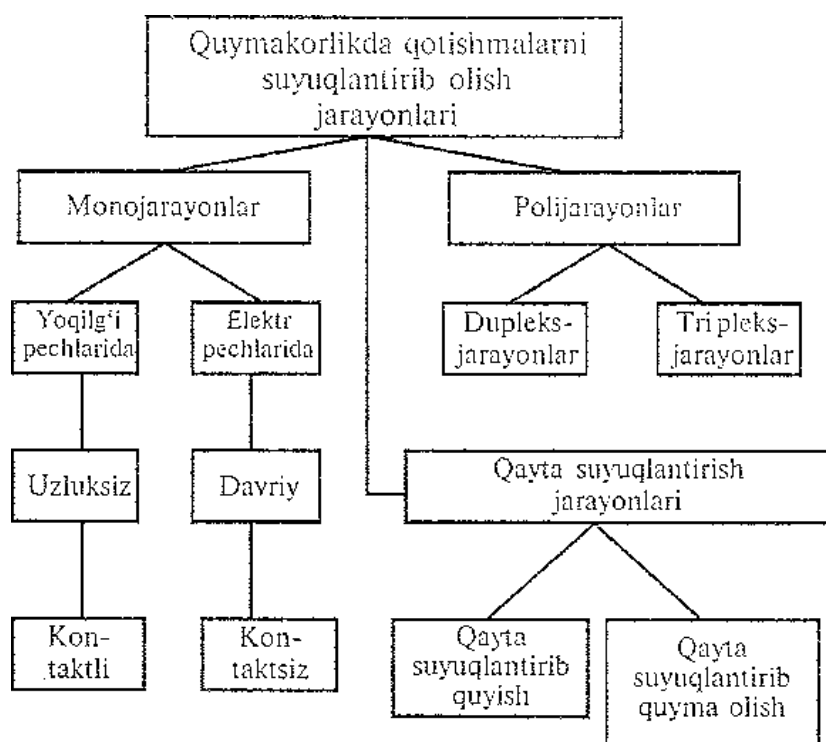 Quymakorlikda qotishmalarni
suyuqlantirib olish
jarayonlari
Monojarayonlar
Polijarayonlar
Yoqilg‘i
pechlarida
Elektr
pechlarida
Dupleks-
jarayonlar
Tripleks-
jarayonlar
Uzluksiz
Davriy
Qayta suyuqlantirish
jarayonlari
Kon-
taktli
Kon-
taktsiz
Qayta
suyuqlantirib
quyish
Qayta
suyuqlantirib
quyma olish